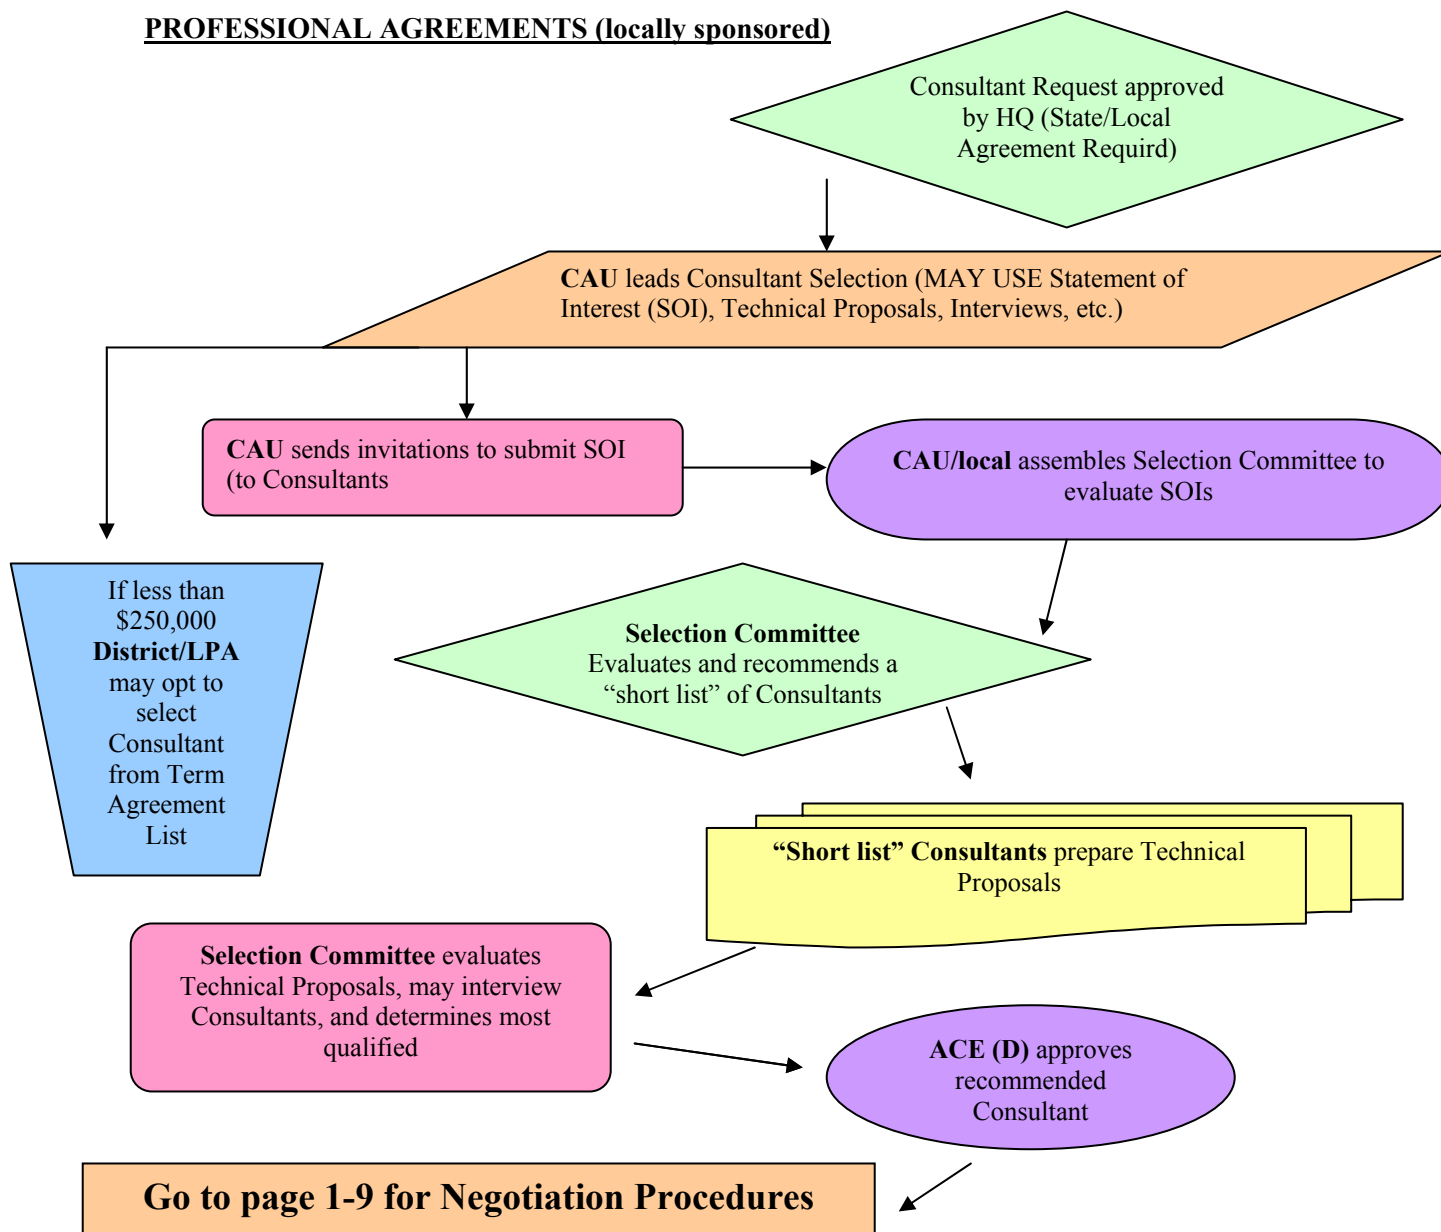 PROFESSIONAL AGREEMENTS (locally sponsored)
Consultant Request approved
by HQ (State/Local
Agreement Requird)
CAU leads Consultant Selection (MAY USE Statement of
Interest (SOI), Technical Proposals, Interviews, etc.)
CAU sends invitations to submit SOI
(to Consultants
CAU/local assembles Selection Committee to
evaluate SOIs
If less than
$250,000
District/LPA
may opt to
select
Consultant
from Term
Agreement
List
Selection Committee
Evaluates and recommends a
“short list” of Consultants
“Short list” Consultants prepare Technical
Proposals
Selection Committee evaluates
Technical Proposals, may interview
Consultants, and determines most
qualified
ACE (D) approves
recommended
Consultant
Go to page 1-9 for Negotiation Procedures